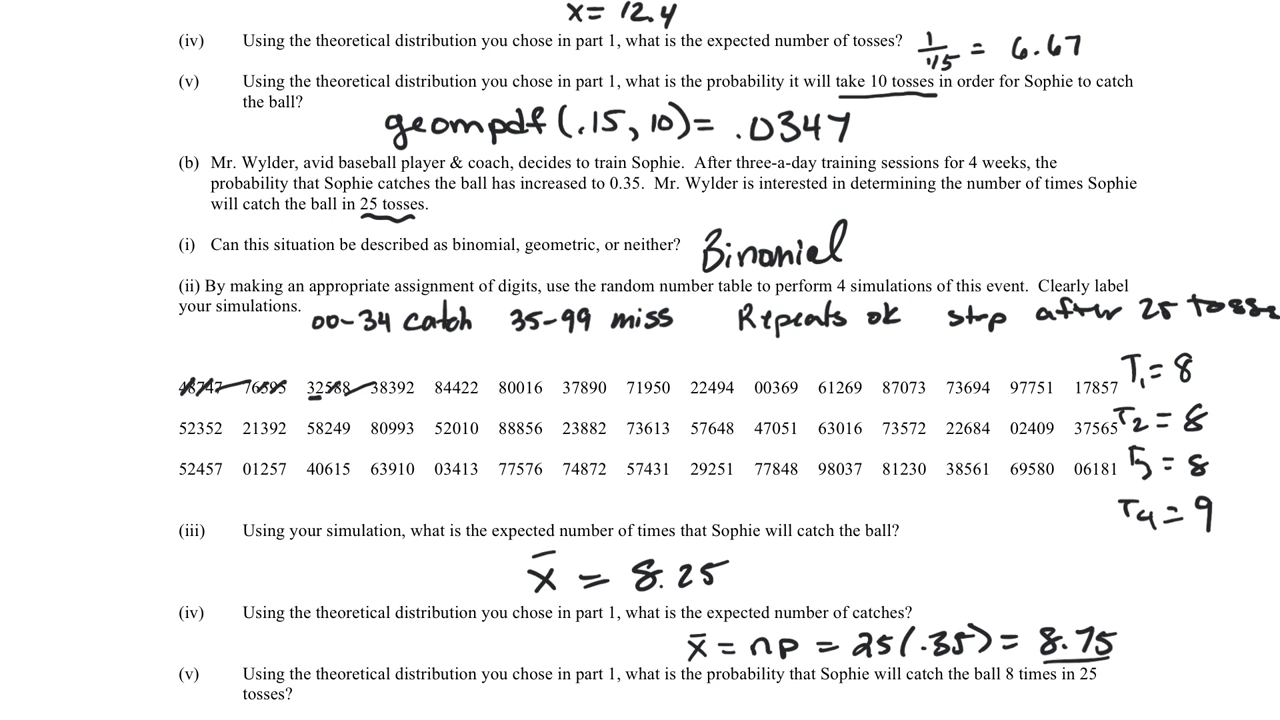 x = 12.4
(iv) Using the theoretical distribution you chose in part 1, what is the expected number of tosses? 1/.15 = 6.67
(v) Using the theoretical distribution you chose in part 1, what is the probability it will take 10 tosses in order for Sophie to catch
the ball?
geompdf (.15, 10) = .0347
(b) Mr. Wylder, avid baseball player & coach, decides to train Sophie. After three-a-day training sessions for 4 weeks, the
probability that Sophie catches the ball has increased to 0.35. Mr. Wylder is interested in determining the number of times Sophie
will catch the ball in 25 tosses.
(i) Can this situation be described as binomial, geometric, or neither? Binomial
(ii) By making an appropriate assignment of digits, use the random number table to perform 4 simulations of this event. Clearly label
your simulations. 00-34 catch 35-99 miss Repeats ok stop after 25 tosse
48747 76595 32588 38392 84422 80016 37890 71950 22494 00369 61269 87073 73694 97751 17857 T1 = 8
52352 21392 58249 80993 52010 88856 23882 73613 57648 47051 63016 73572 22684 02409 37565 T2 = 8
52457 01257 40615 63910 03413 77576 74872 57431 29251 77848 98037 81230 38561 69580 06181 T3 = 8
T4 = 9
(iii) Using your simulation, what is the expected number of times that Sophie will catch the ball?
x̄ = 8.25
(iv) Using the theoretical distribution you chose in part 1, what is the expected number of catches?
x̄ = np = 25(.35) = 8.75
(v) Using the theoretical distribution you chose in part 1, what is the probability that Sophie will catch the ball 8 times in 25
tosses?